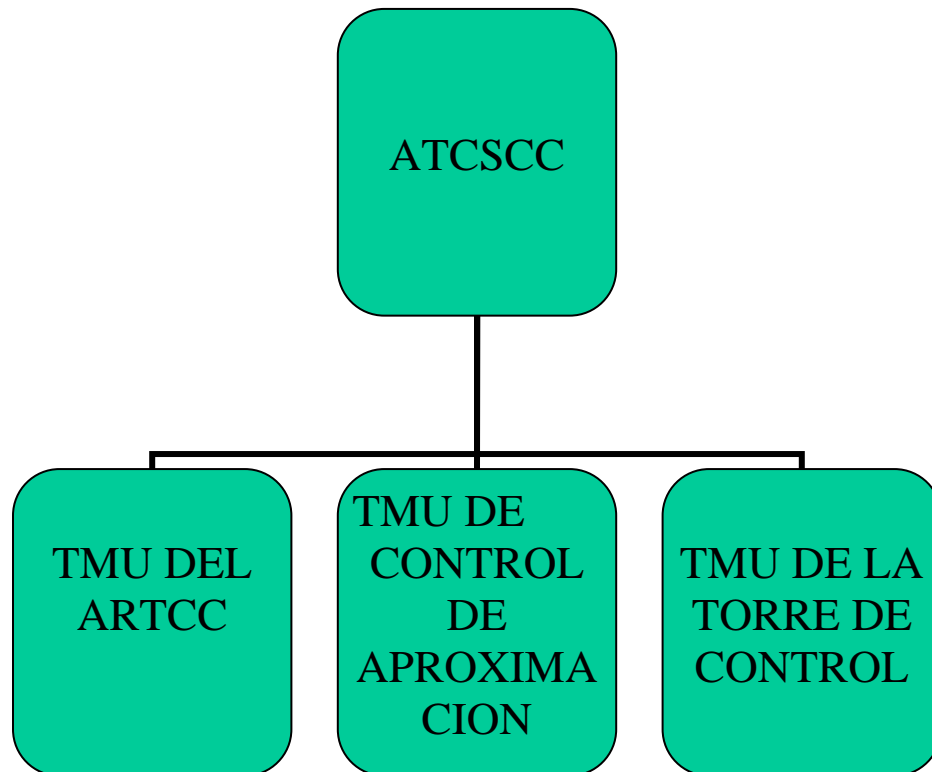 ATCSCC
TMU DEL
ARTCC
TMU DE
CONTROL
DE
APROXIMA
CION
TMU DE LA
TORRE DE
CONTROL